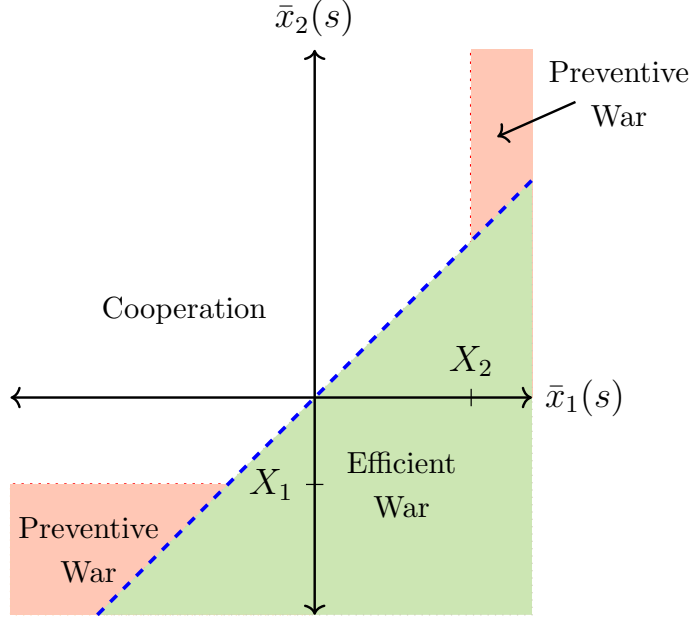 x̄₂(s)
Preventive
War
Cooperation
X₂
x̄₁(s)
Efficient
War
X₁
Preventive
War